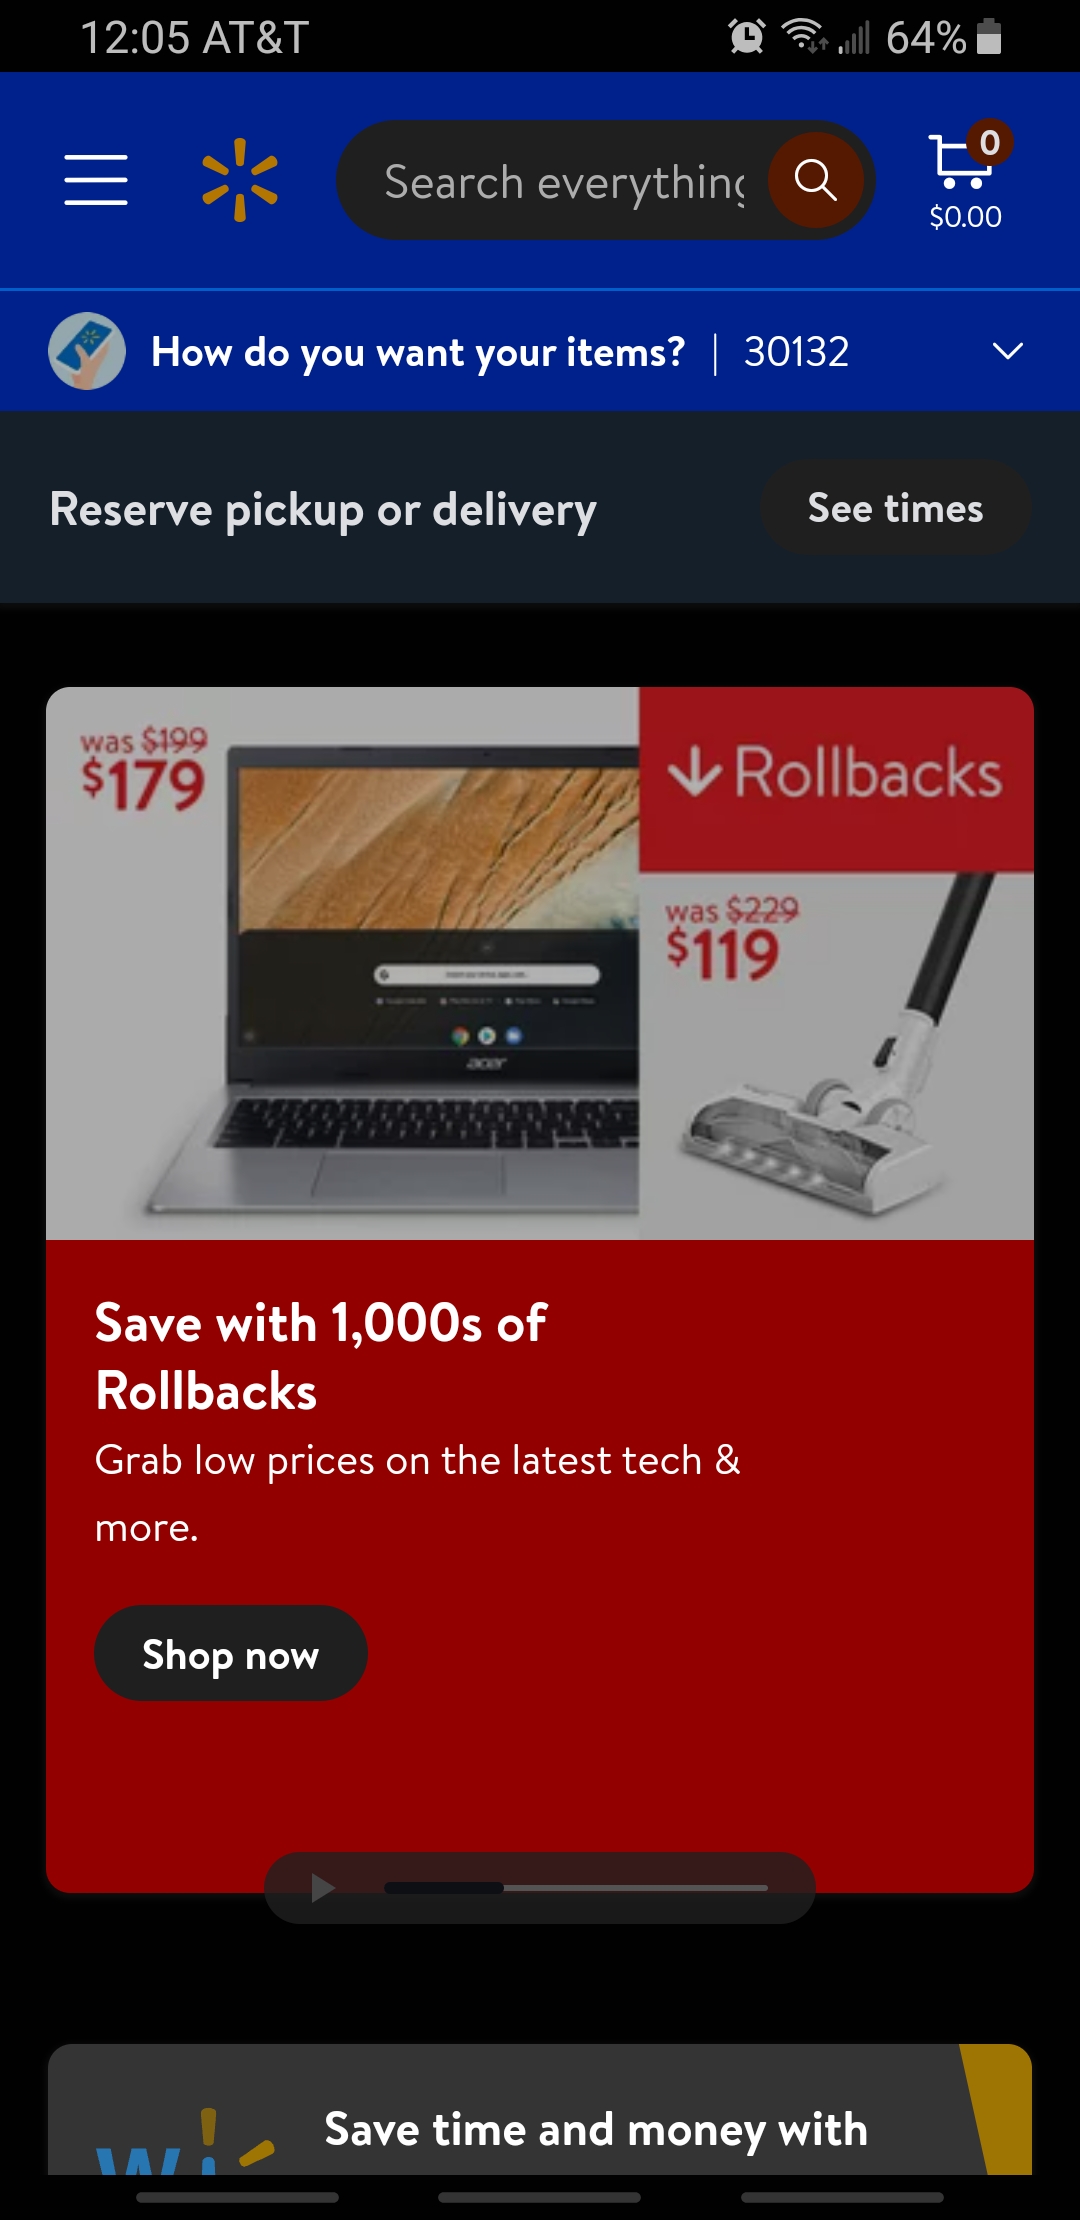 12:05 AT&T 64%
Search everything
0
$0.00
How do you want your items? | 30132
Reserve pickup or delivery
See times
was $199
$179
Rollbacks
was $229
$119
acer
Save with 1,000s of
Rollbacks
Grab low prices on the latest tech &
more.
Shop now
Save time and money with